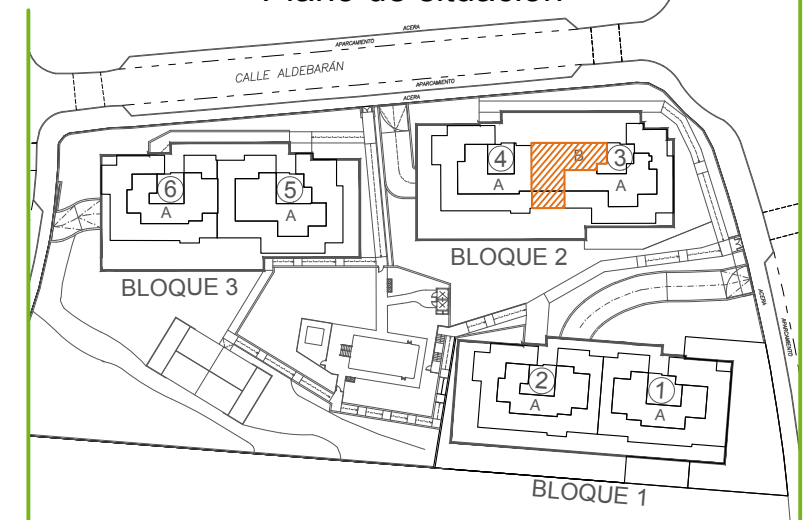 Plano de situación
ACERA
APARCAMIENTO
CALLE ALDEBARÁN
APARCAMIENTO
ACERA
4
B
3
A
A
6
5
A
A
BLOQUE 2
BLOQUE 3
ACERA
APARCAMIENTO
2
1
A
A
BLOQUE 1